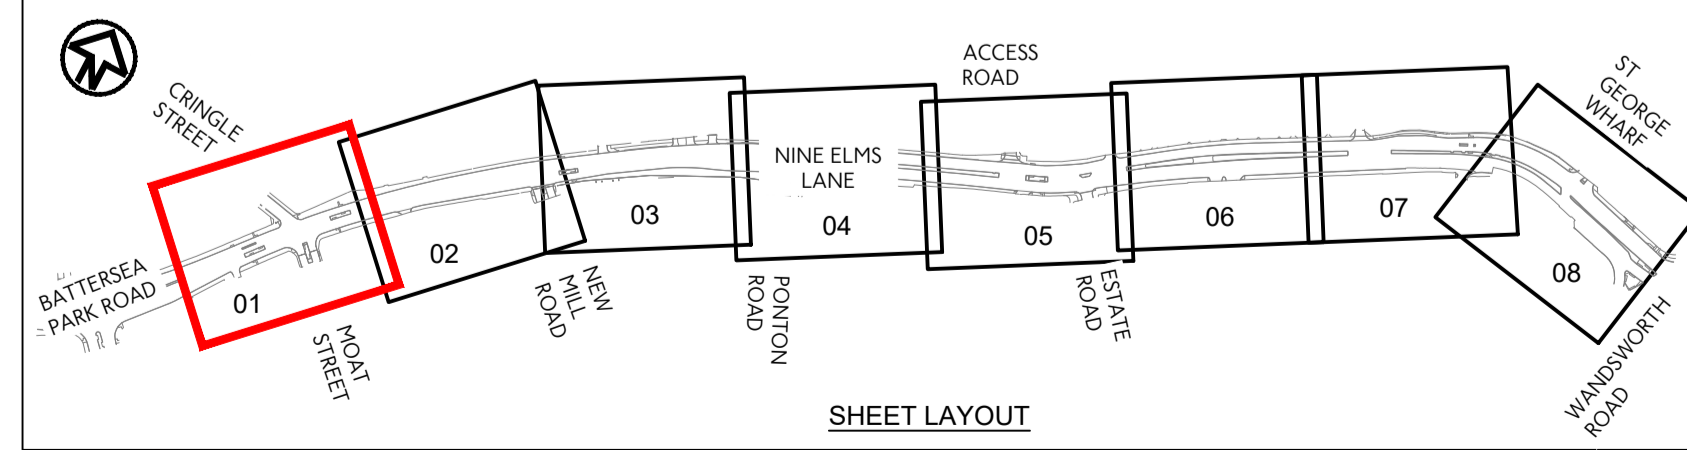 N
CRINGLE
STREET
ACCESS
ROAD
ST
GEORGE
WHARF
NINE ELMS
LANE
BATTERSEA
PARK ROAD
01
02
03
04
05
06
07
08
MOAT
STREET
NEW
MILL
ROAD
PONTON
ROAD
ESTATE
ROAD
WANDSWORTH
ROAD
SHEET LAYOUT